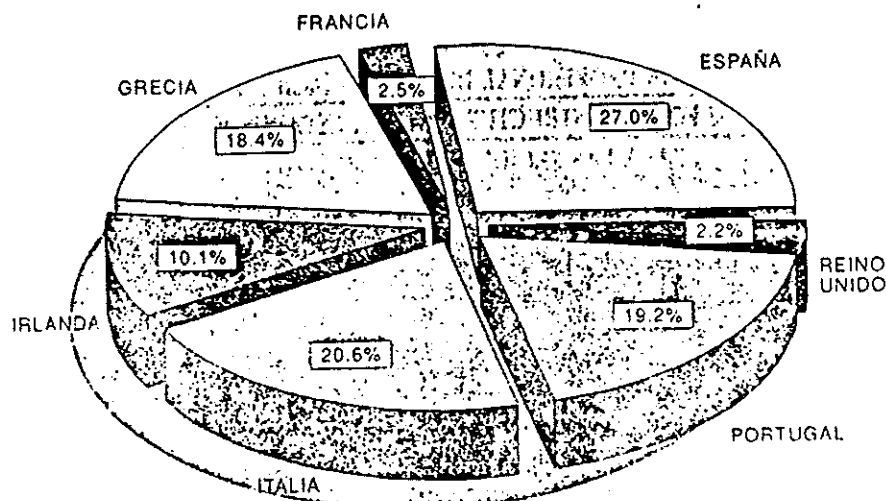 FRANCIA
GRECIA
ESPAÑA
2.5%
18.4%
27.0%
10.1%
2.2%
REINO
UNIDO
IRLANDA
19.2%
20.6%
PORTUGAL
ITALIA